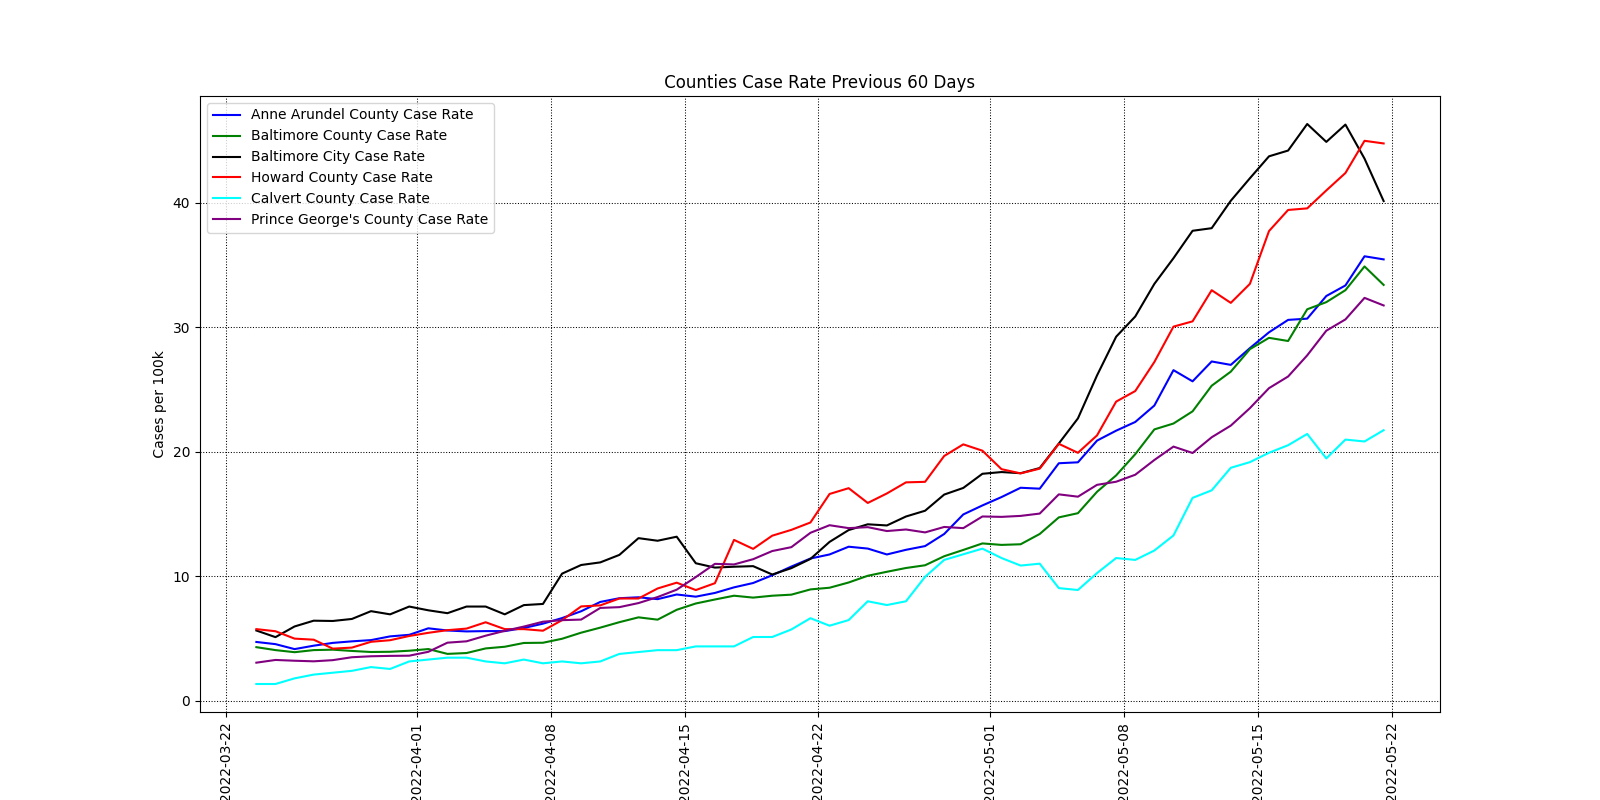 Counties Case Rate Previous 60 Days
Anne Arundel County Case Rate
Baltimore County Case Rate
Baltimore City Case Rate
Howard County Case Rate
Calvert County Case Rate
Prince George's County Case Rate
Cases per 100k
40
30
20
10
0
2022-03-22
2022-04-01
2022-04-08
2022-04-15
2022-04-22
2022-05-01
2022-05-08
2022-05-15
2022-05-22